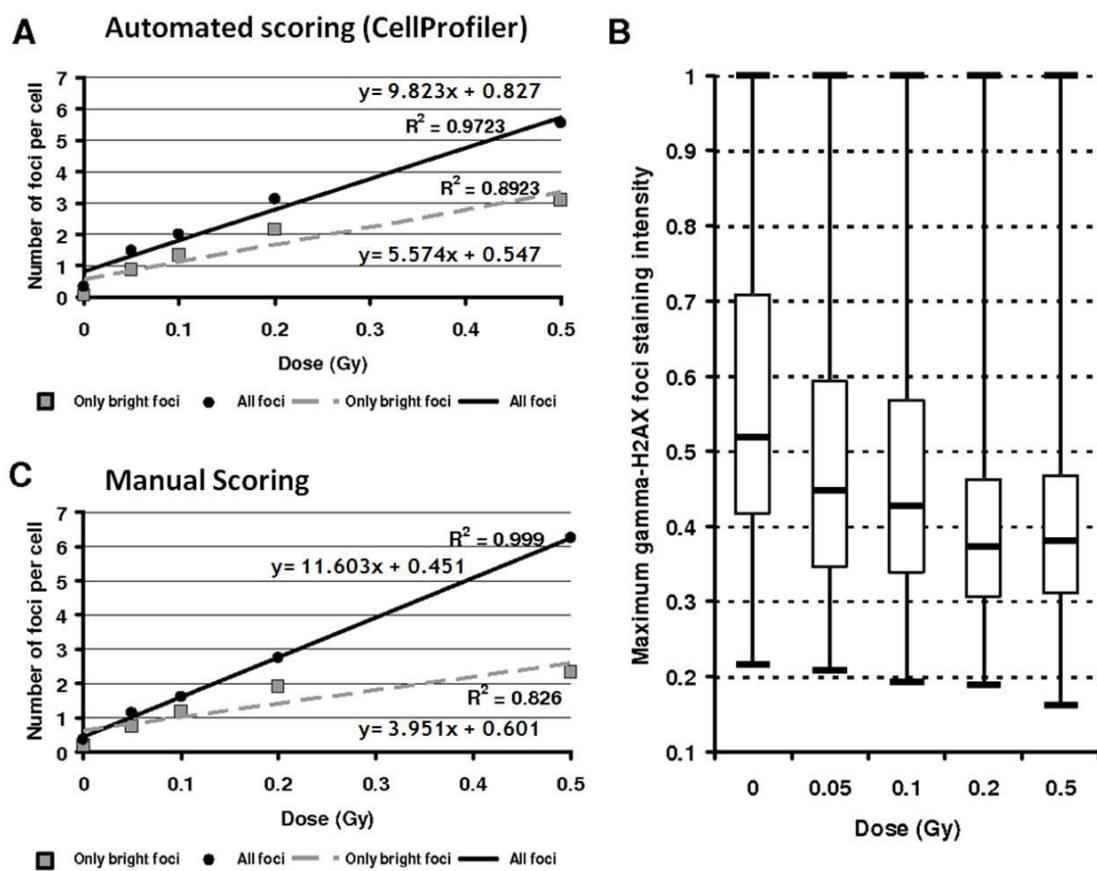 A
Automated scoring (CellProfiler)
Number of foci per cell
7
6
5
4
3
2
1
0
y= 9.823x + 0.827
R² = 0.9723
R² = 0.8923
y= 5.574x + 0.547
0 0.1 0.2 0.3 0.4 0.5
Dose (Gy)
Only bright foci All foci Only bright foci All foci
C
Manual Scoring
Number of foci per cell
7
6
5
4
3
2
1
0
R² = 0.999
y= 11.603x + 0.451
R² = 0.826
y= 3.951x + 0.601
0 0.1 0.2 0.3 0.4 0.5
Dose (Gy)
Only bright foci All foci Only bright foci All foci
B
Maximum gamma-H2AX foci staining intensity
1
0.9
0.8
0.7
0.6
0.5
0.4
0.3
0.2
0.1
0 0.05 0.1 0.2 0.5
Dose (Gy)